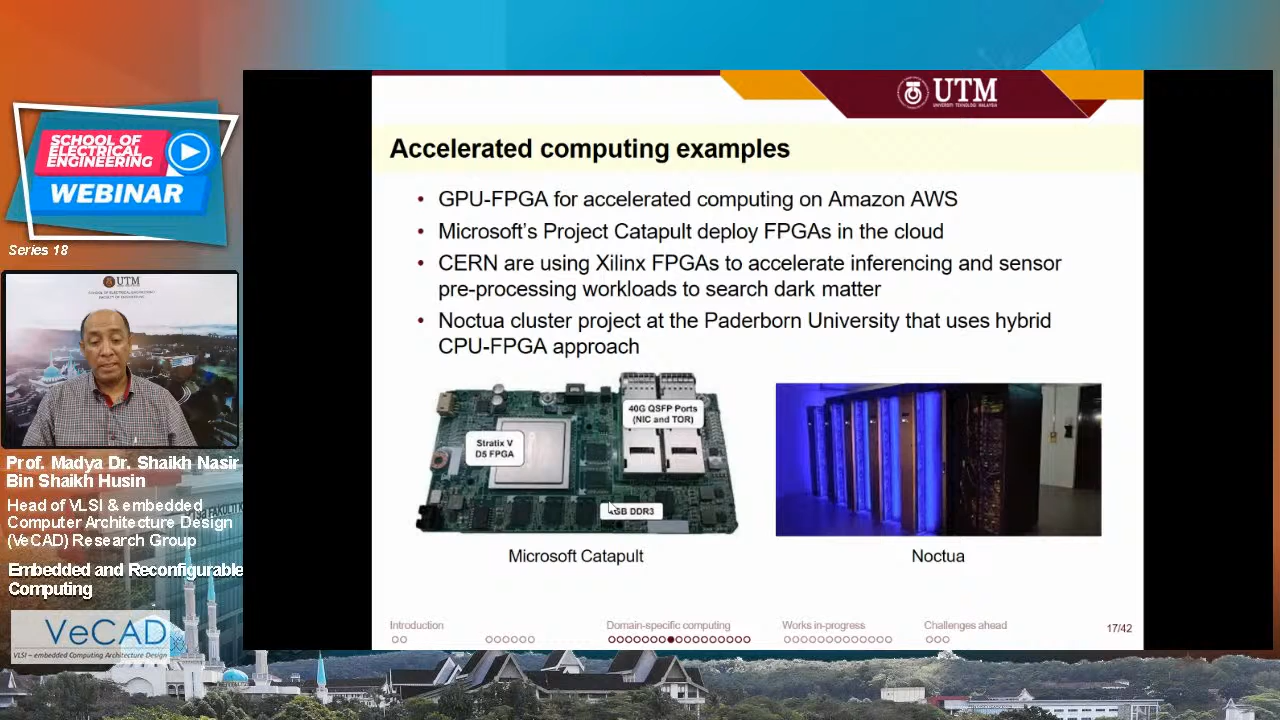 SCHOOL OF
ELECTRICAL
ENGINEERING
WEBINAR
Series 18
UTM
Prof. Madya Dr. Shaikh Nasir
Bin Shaikh Husin
Head of VLSI & embedded
Computer Architecture Design
(VeCAD) Research Group
Embedded and Reconfigurable
Computing
VeCAD
VLSI – embedded Computing Architecture Design
UTM
UNIVERSITI TEKNOLOGI MALAYSIA
Accelerated computing examples
• GPU-FPGA for accelerated computing on Amazon AWS
• Microsoft's Project Catapult deploy FPGAs in the cloud
• CERN are using Xilinx FPGAs to accelerate inferencing and sensor
pre-processing workloads to search dark matter
• Noctua cluster project at the Paderborn University that uses hybrid
CPU-FPGA approach
40G QSFP Ports
(NIC and TOR)
Stratix V
D5 FPGA
4GB DDR3
Microsoft Catapult
Noctua
Introduction
Domain-specific computing
Works in-progress
Challenges ahead
17/42